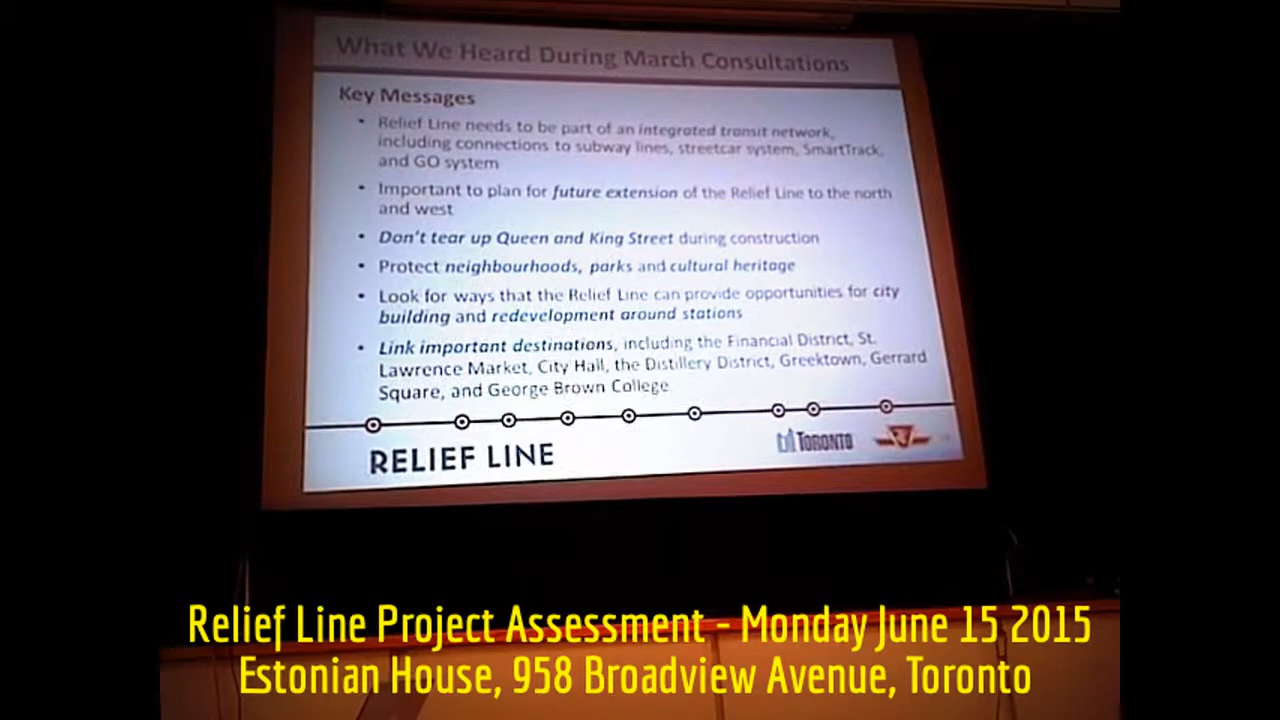 What We Heard During March Consultations
Key Messages
• Relief Line needs to be part of an integrated transit network,
including connections to subway lines, streetcar system, SmartTrack,
and GO system
• Important to plan for future extension of the Relief Line to the north
and west
• Don't tear up Queen and King Street during construction
• Protect neighbourhoods, parks and cultural heritage
• Look for ways that the Relief Line can provide opportunities for city
building and redevelopment around stations
• Link important destinations, including the Financial District, St.
Lawrence Market, City Hall, the Distillery District, Greektown, Gerrard
Square, and George Brown College
RELIEF LINE
TORONTO
Relief Line Project Assessment - Monday June 15 2015
Estonian House, 958 Broadview Avenue, Toronto